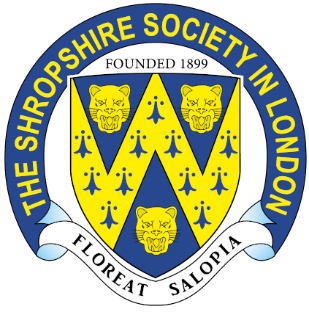 THE SHROPSHIRE SOCIETY IN LONDON
FOUNDED 1899
FLOREAT SALOPIA